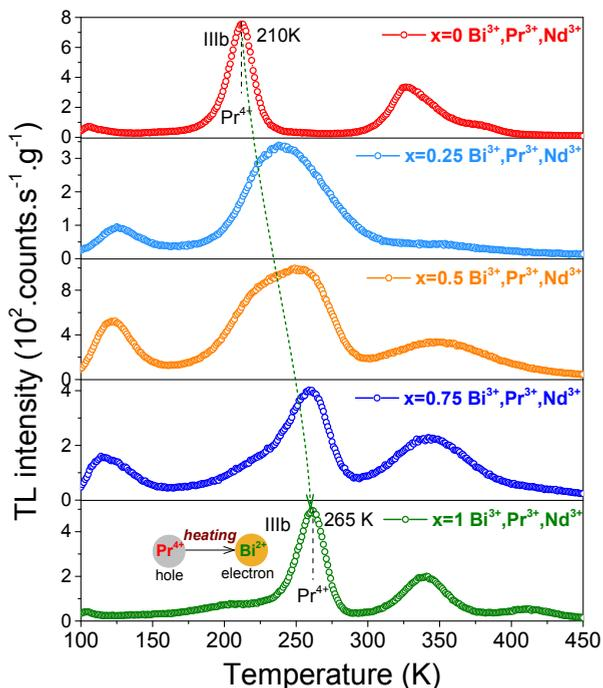 TL intensity (10².counts.s⁻¹.g⁻¹)
8
6
4
2
0
IIIb
210K
Pr⁴⁺
x=0 Bi³⁺,Pr³⁺,Nd³⁺
3
2
1
0
x=0.25 Bi³⁺,Pr³⁺,Nd³⁺
8
4
0
x=0.5 Bi³⁺,Pr³⁺,Nd³⁺
4
2
0
x=0.75 Bi³⁺,Pr³⁺,Nd³⁺
4
2
0
IIIb
265 K
Pr⁴⁺
x=1 Bi³⁺,Pr³⁺,Nd³⁺
heating
Pr⁴⁺
Bi²⁺
hole
electron
100 150 200 250 300 350 400 450
Temperature (K)